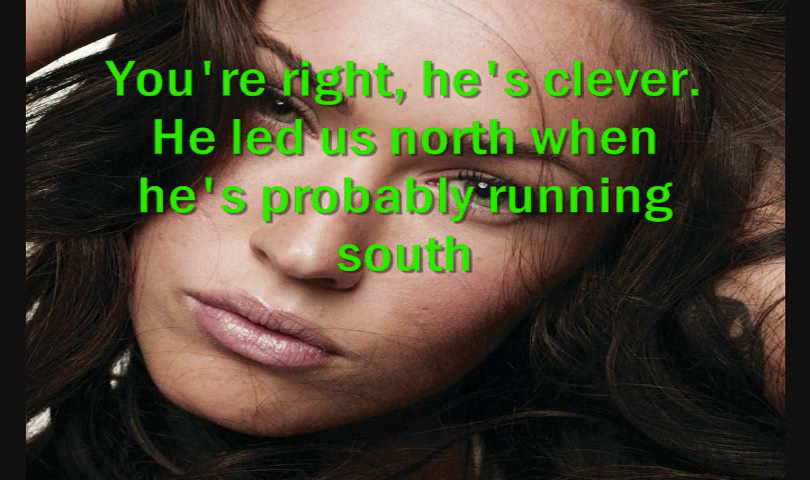 You're right, he's clever.
He led us north when
he's probably running
south